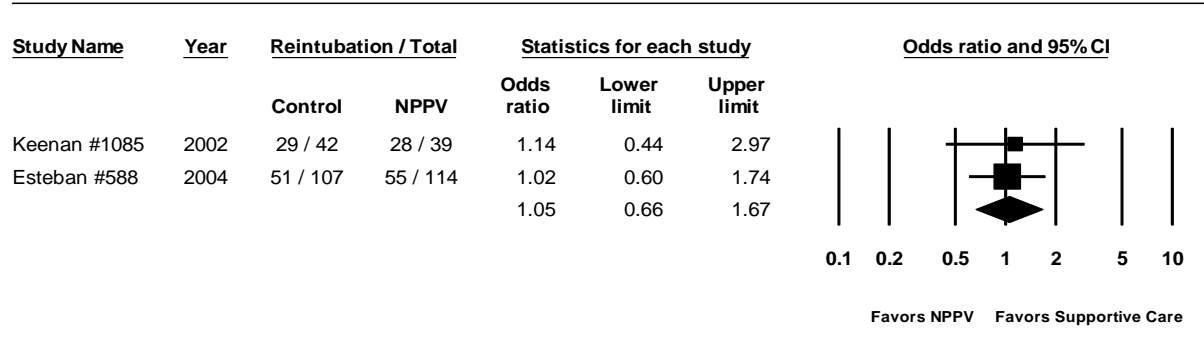 Study Name Year Reintubation / Total Statistics for each study Odds ratio and 95% CI
Control NPPV Odds ratio Lower limit Upper limit
Keenan #1085 2002 29 / 42 28 / 39 1.14 0.44 2.97
Esteban #588 2004 51 / 107 55 / 114 1.02 0.60 1.74
1.05 0.66 1.67
0.1 0.2 0.5 1 2 5 10
Favors NPPV Favors Supportive Care